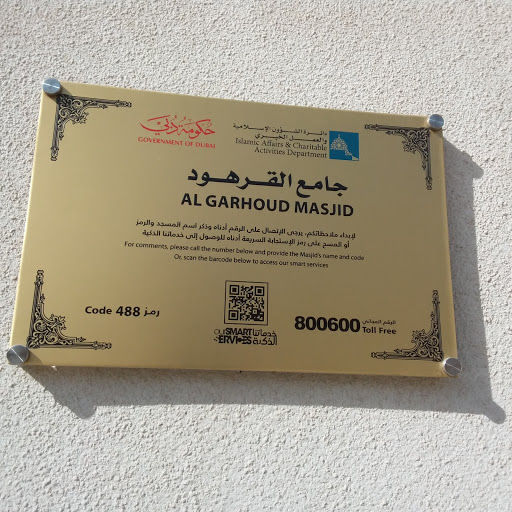 حكومة دبي
GOVERNMENT OF DUBAI
دائرة الشؤون الإسلامية
والعمل الخيري
Islamic Affairs & Charitable
Activities Department
جامع القرهود
AL GARHOUD MASJID
لإبداء ملاحظاتكم، يرجى الإتصال على الرقم أدناه وذكر اسم المسجد والرمز
أو المسح على رمز الإستجابة السريعة أدناه للوصول إلى خدماتنا الذكية
For comments, please call the number below and provide the Masjid's name and code
Or, scan the barcode below to access our smart services
Code 488 رمز
OUR SMART SERVICES
خدماتنا الذكية
800600
الرقم المجاني
Toll Free